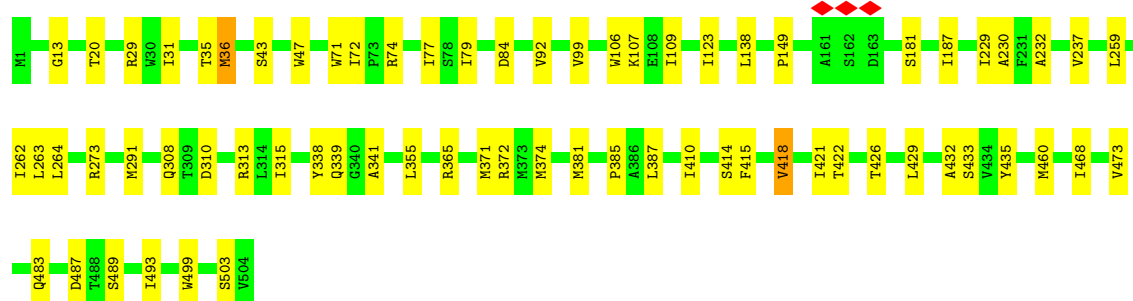 M1 G13 T20 R29 W30 I31 T35 M36 S43 W47 W71 I72 P73 R74 I77 S78 I79 D84 V92 V99 W106 K107 E108 I109 I123 L138 P149 A161 S162 D163 S181 I187 I229 A230 F231 A232 V237 L259
I262 L263 L264 R273 M291 Q308 T309 D310 R313 L314 I315 Y338 Q339 G340 A341 L355 R365 M371 R372 M373 M374 M381 P385 A386 L387 I410 S414 F415 V418 I421 T422 T426 L429 A432 S433 V434 Y435 M460 I468 V473
Q483 D487 T488 S489 I493 W499 S503 V504